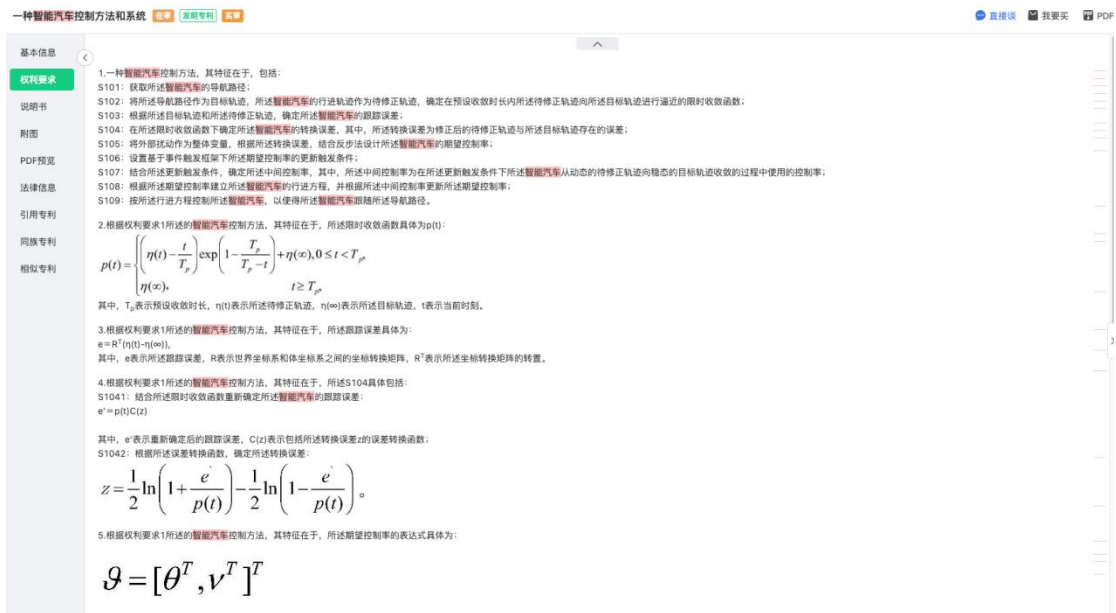 一种智能汽车控制方法和系统 在审 发明专利 买审
直接谈 我要买 PDF
基本信息
权利要求
说明书
附图
PDF预览
法律信息
引用专利
同族专利
相似专利
1.一种智能汽车控制方法，其特征在于，包括：
S101：获取所述智能汽车的导航路径；
S102：将所述导航路径作为目标轨迹，所述智能汽车的行进轨迹作为待修正轨迹，确定在预设收敛时长内所述待修正轨迹向所述目标轨迹进行逼近的限时收敛函数；
S103：根据所述目标轨迹和所述待修正轨迹，确定所述智能汽车的跟踪误差；
S104：在所述限时收敛函数下确定所述智能汽车的转换误差，其中，所述转换误差为修正后的待修正轨迹与所述目标轨迹存在的误差；
S105：将外部扰动作为整体变量，根据所述转换误差，结合反步法设计所述智能汽车的期望控制率；
S106：设置基于事件触发框架下所述期望控制率的更新触发条件；
S107：结合所述更新触发条件，确定所述中间控制率，其中，所述中间控制率为在所述更新触发条件下所述智能汽车从动态的待修正轨迹向稳态的目标轨迹收敛的过程中使用的控制率；
S108：根据所述期望控制率建立所述智能汽车的行进方程，并根据所述中间控制率更新所述期望控制率；
S109：按所述行进方程控制所述智能汽车，以使得所述智能汽车跟随所述导航路径。
2.根据权利要求1所述的智能汽车控制方法，其特征在于，所述限时收敛函数具体为p(t)：
p(t) = { (η(t) − t/Tₚ) exp(1 − Tₚ/(Tₚ − t)) + η(∞), 0 ≤ t < Tₚ,
η(∞), t ≥ Tₚ,
其中，Tₚ表示预设收敛时长，η(t)表示所述待修正轨迹，η(∞)表示所述目标轨迹，t表示当前时刻。
3.根据权利要求1所述的智能汽车控制方法，其特征在于，所述跟踪误差具体为：
e＝Rᵀ(η(t)-η(∞))，
其中，e表示所述跟踪误差，R表示世界坐标系和体坐标系之间的坐标转换矩阵，Rᵀ表示所述坐标转换矩阵的转置。
4.根据权利要求1所述的智能汽车控制方法，其特征在于，所述S104具体包括：
S1041：结合所述限时收敛函数重新确定所述智能汽车的跟踪误差：
e'＝p(t)C(z)
其中，e'表示重新确定后的跟踪误差，C(z)表示包括所述转换误差z的误差转换函数；
S1042：根据所述误差转换函数，确定所述转换误差：
z = 1/2 ln(1 + e'/p(t)) − 1/2 ln(1 − e'/p(t)) 。
5.根据权利要求1所述的智能汽车控制方法，其特征在于，所述期望控制率的表达式具体为：
ϑ = [θᵀ, νᵀ]ᵀ